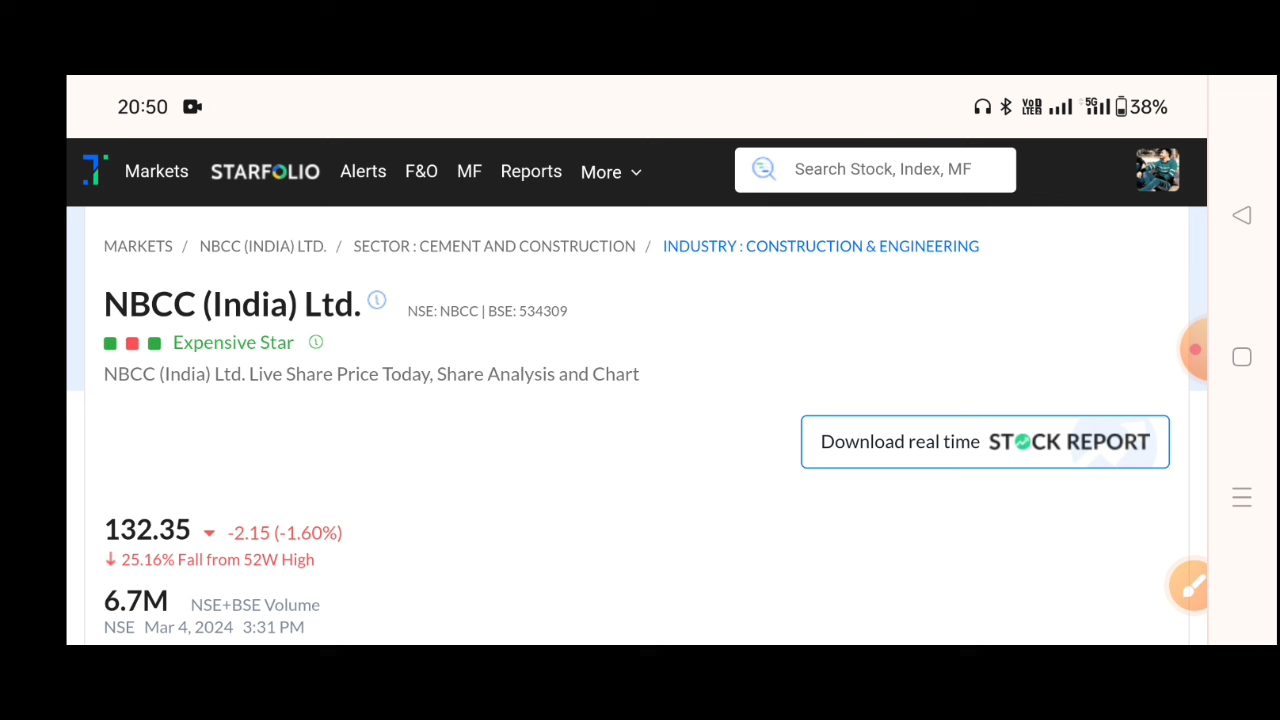 20:50 VoD LTED 5G 38%
Markets STARFOLIO Alerts F&O MF Reports More Search Stock, Index, MF
MARKETS / NBCC (INDIA) LTD. / SECTOR : CEMENT AND CONSTRUCTION / INDUSTRY : CONSTRUCTION & ENGINEERING
NBCC (India) Ltd. NSE: NBCC | BSE: 534309
Expensive Star
NBCC (India) Ltd. Live Share Price Today, Share Analysis and Chart
Download real time STOCK REPORT
132.35 -2.15 (-1.60%)
25.16% Fall from 52W High
6.7M NSE+BSE Volume
NSE Mar 4, 2024 3:31 PM